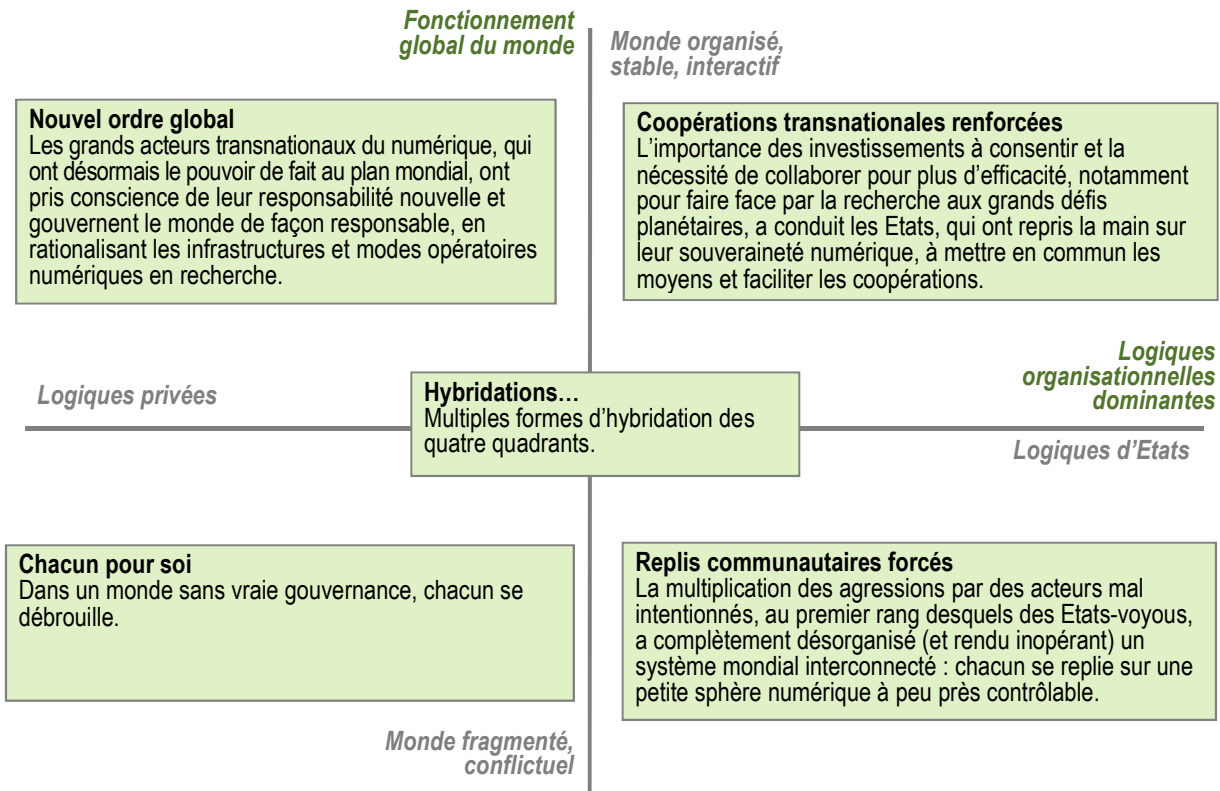 Fonctionnement
global du monde
Monde organisé,
stable, interactif
Nouvel ordre global
Les grands acteurs transnationaux du numérique, qui
ont désormais le pouvoir de fait au plan mondial, ont
pris conscience de leur responsabilité nouvelle et
gouvernent le monde de façon responsable, en
rationalisant les infrastructures et modes opératoires
numériques en recherche.
Coopérations transnationales renforcées
L’importance des investissements à consentir et la
nécessité de collaborer pour plus d’efficacité, notamment
pour faire face par la recherche aux grands défis
planétaires, a conduit les Etats, qui ont repris la main sur
leur souveraineté numérique, à mettre en commun les
moyens et faciliter les coopérations.
Logiques privées
Hybridations…
Multiples formes d’hybridation des
quatre quadrants.
Logiques
organisationnelles
dominantes
Logiques d’Etats
Chacun pour soi
Dans un monde sans vraie gouvernance, chacun se
débrouille.
Replis communautaires forcés
La multiplication des agressions par des acteurs mal
intentionnés, au premier rang desquels des Etats-voyous,
a complètement désorganisé (et rendu inopérant) un
système mondial interconnecté : chacun se replie sur une
petite sphère numérique à peu près contrôlable.
Monde fragmenté,
conflictuel